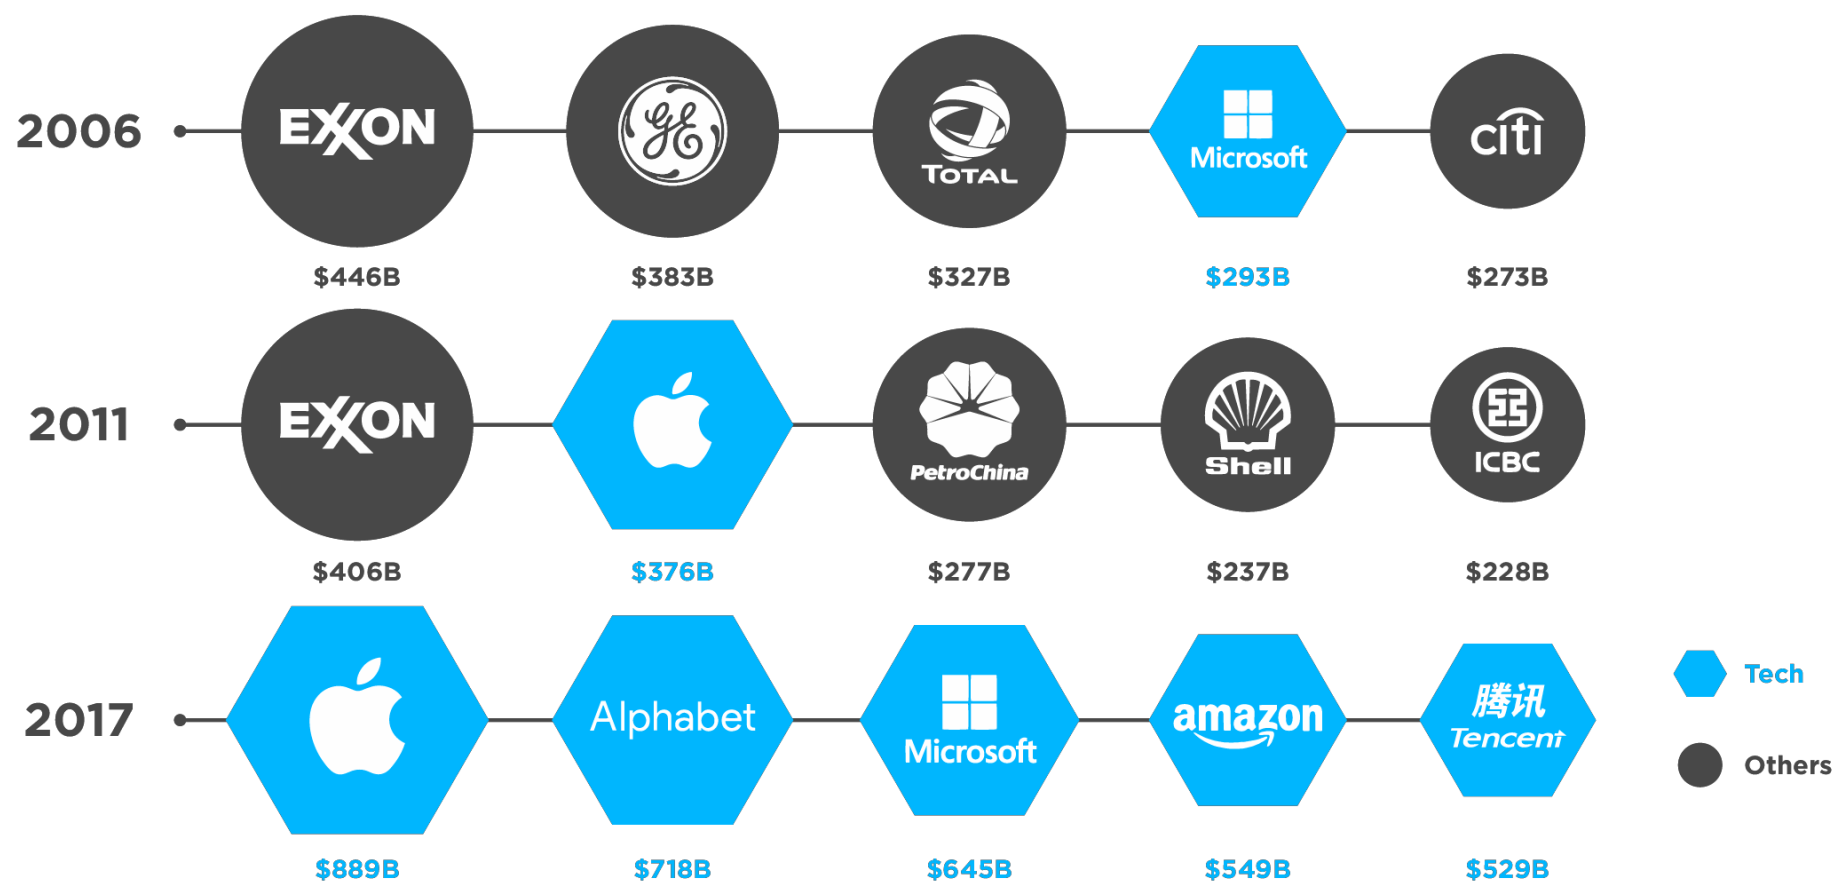 2006
EXXON
GE
TOTAL
Microsoft
citi
$446B
$383B
$327B
$293B
$273B
2011
EXXON
PetroChina
Shell
ICBC
$406B
$376B
$277B
$237B
$228B
2017
Alphabet
Microsoft
amazon
腾讯
Tencent
$889B
$718B
$645B
$549B
$529B
Tech
Others